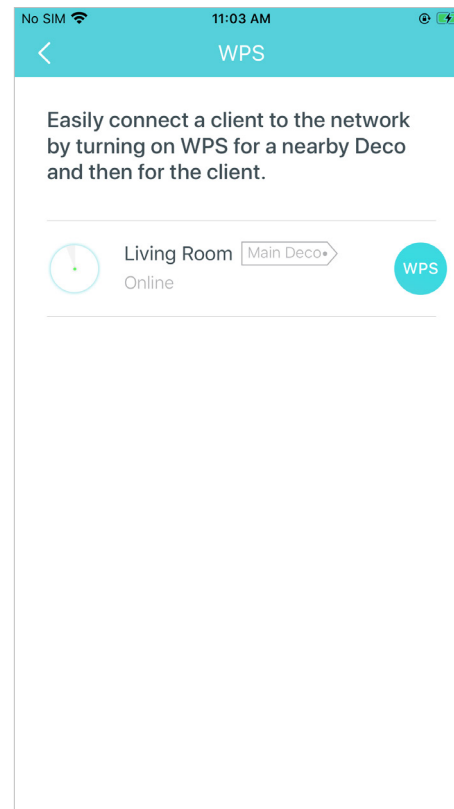 No SIM 11:03 AM
WPS
Easily connect a client to the network
by turning on WPS for a nearby Deco
and then for the client.
Living Room Main Deco
Online
WPS